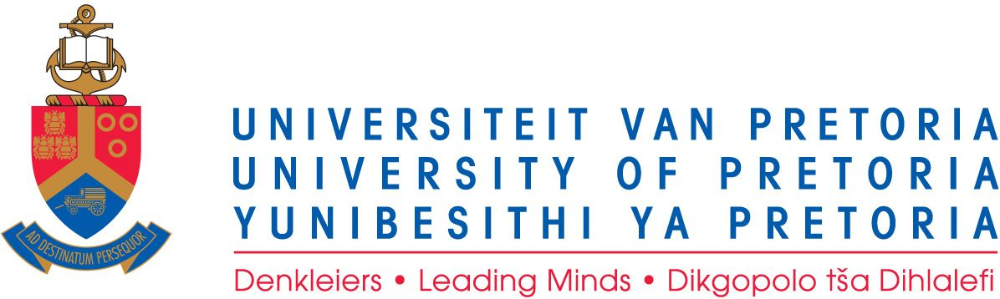 AD DESTINATUM PERSEQUOR
UNIVERSITEIT VAN PRETORIA
UNIVERSITY OF PRETORIA
YUNIBESITHI YA PRETORIA
Denkleiers • Leading Minds • Dikgopolo tša Dihlalefi